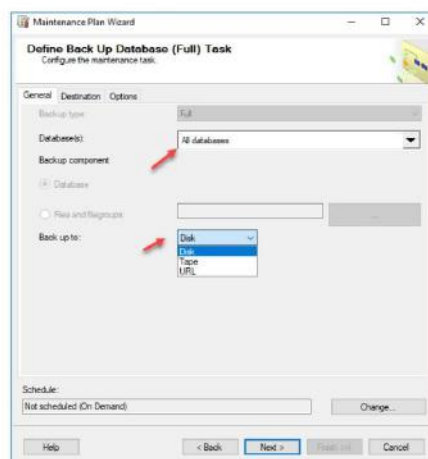 Maintenance Plan Wizard
Define Back Up Database (Full) Task
Configure the maintenance task.
General Destination Options
Backup type: Full
Database(s): All databases
Backup component
Database
Files and filegroups: ...
Back up to: Disk
Disk
Tape
URL
Schedule:
Not scheduled (On Demand) Change...
Help < Back Next > Finish >>| Cancel